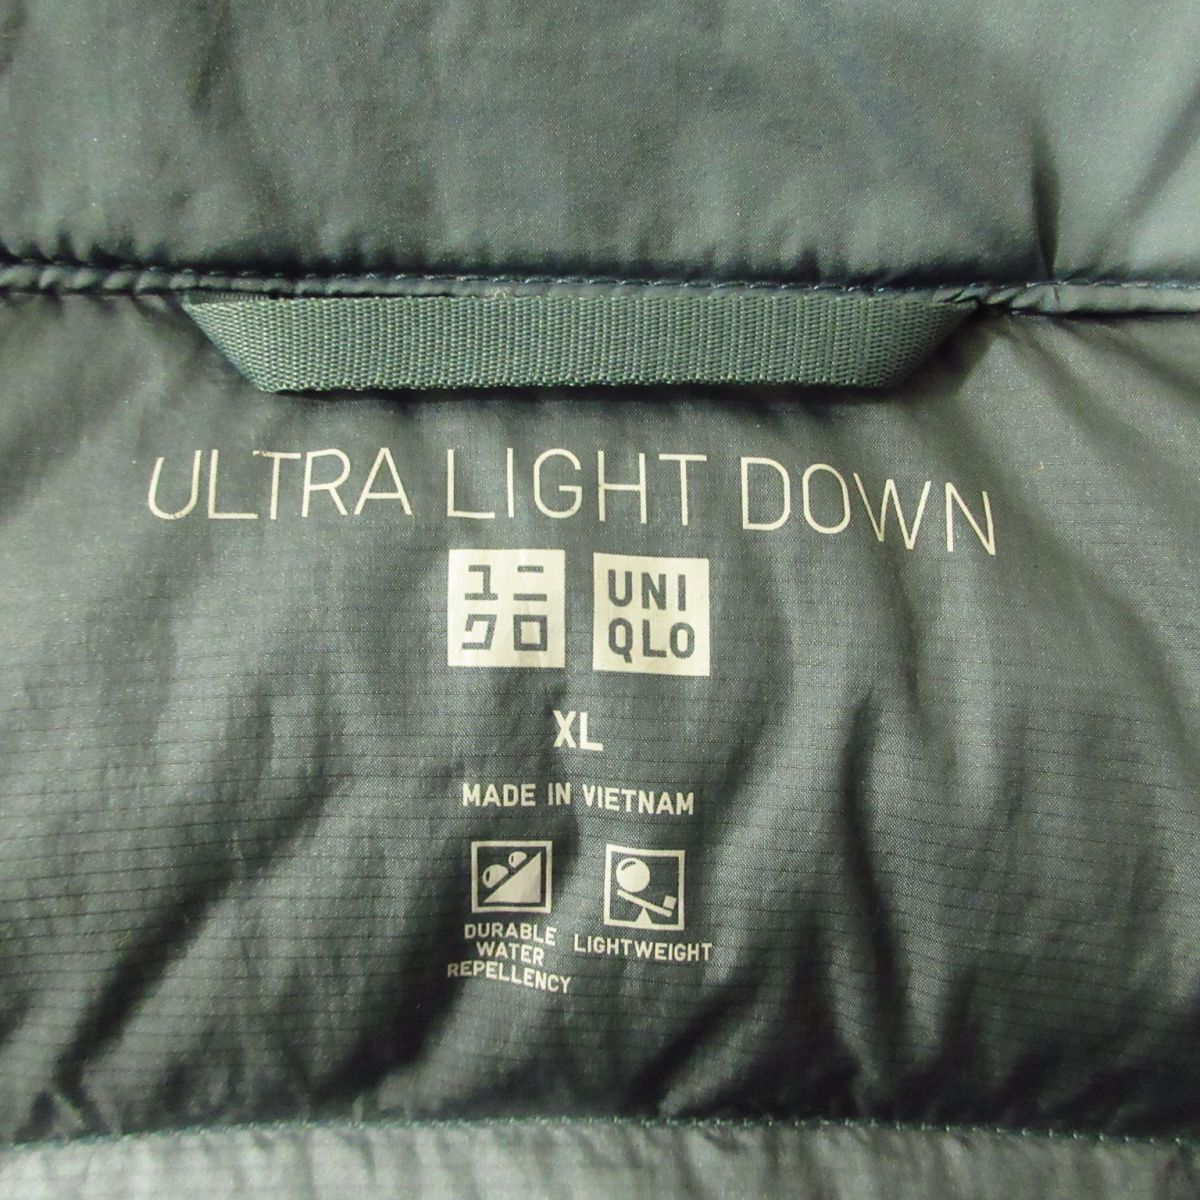 ULTRA LIGHT DOWN
ユニ
クロ
UNI
QLO
XL
MADE IN VIETNAM
DURABLE
WATER
REPELLENCY
LIGHTWEIGHT